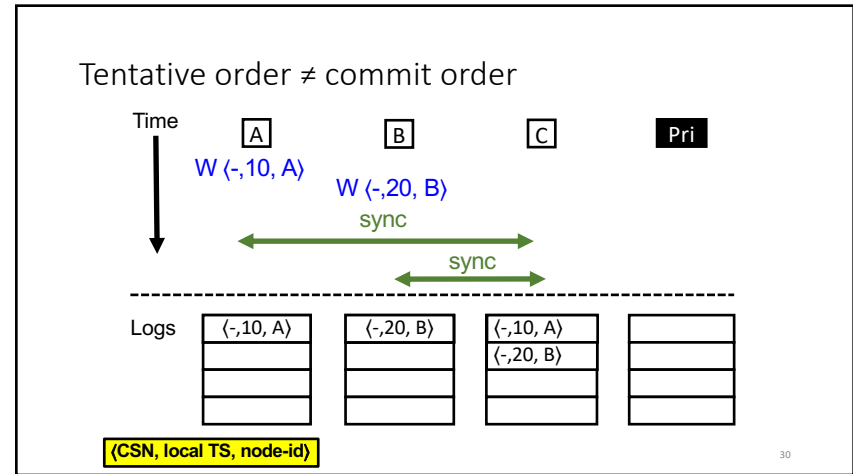 Tentative order ≠ commit order
Time
A
B
C
Pri
W ⟨-,10, A⟩
W ⟨-,20, B⟩
sync
sync
Logs
⟨-,10, A⟩
⟨-,20, B⟩
⟨-,10, A⟩
⟨-,20, B⟩
⟨CSN, local TS, node-id⟩
30